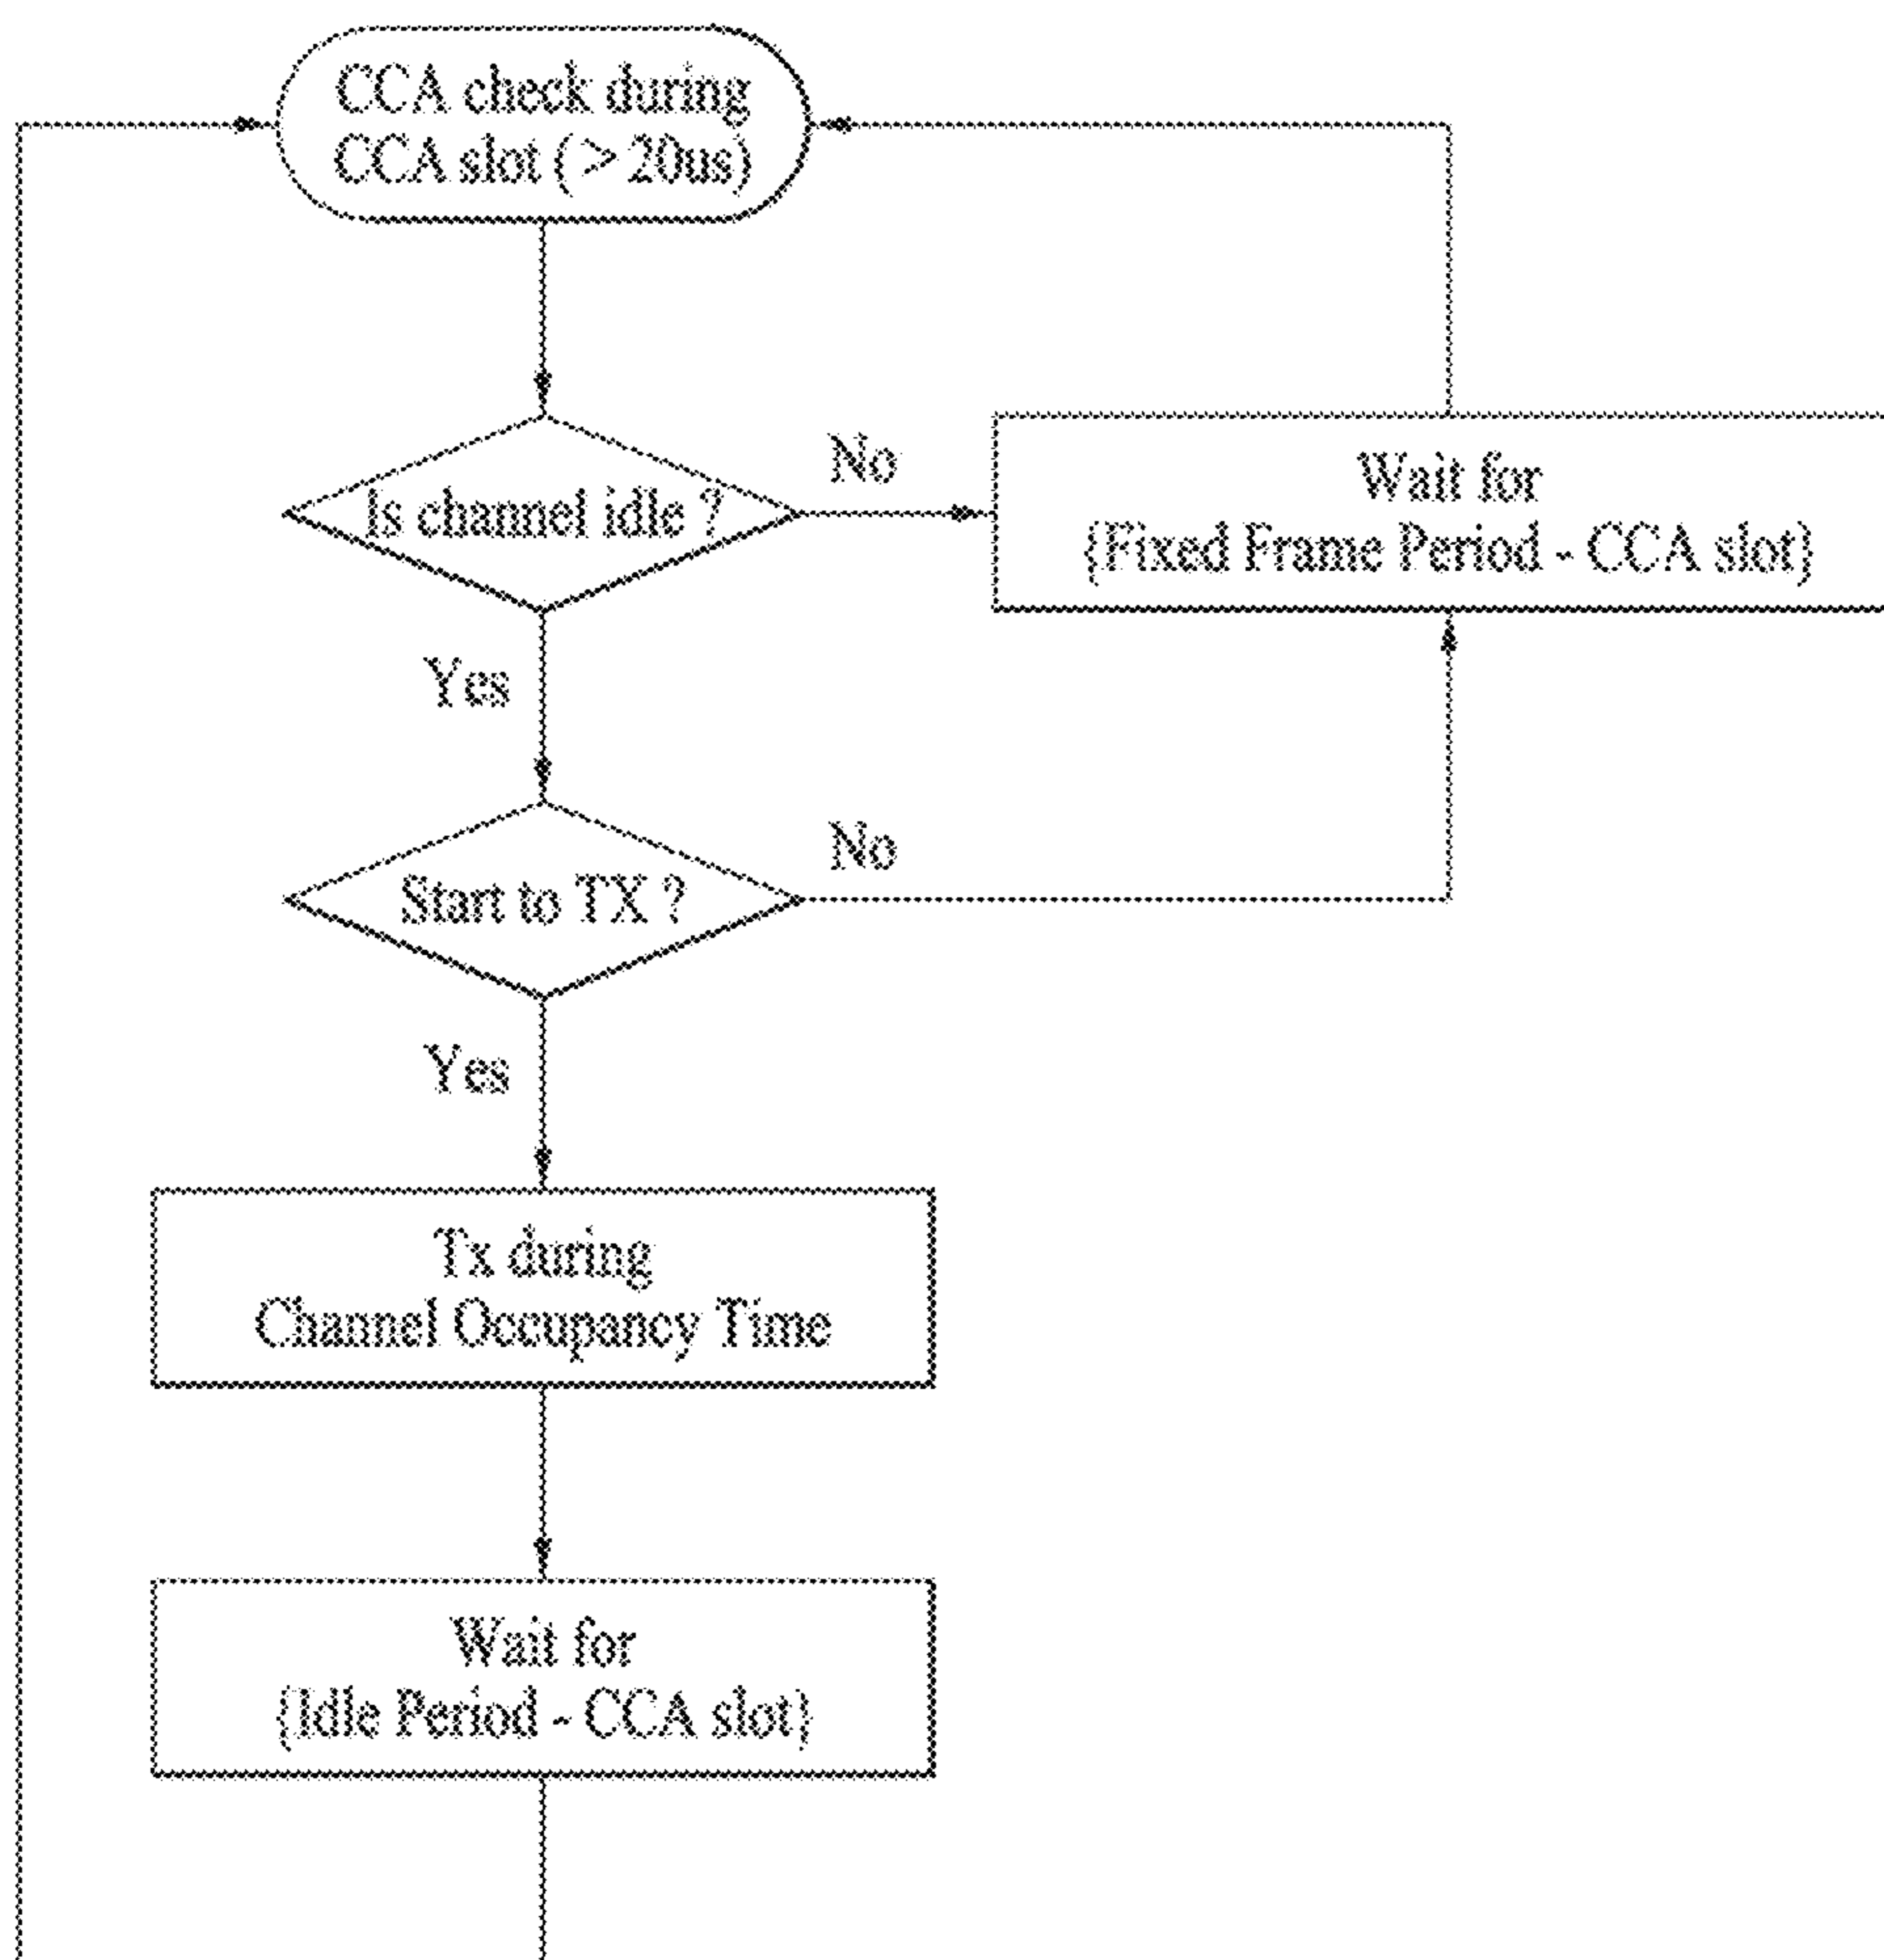 CCA check during
CCA slot ( > 20us)
Is channel idle ?
No
Wait for
{Fixed Frame Period - CCA slot}
Yes
Start to TX ?
No
Yes
Tx during
Channel Occupancy Time
Wait for
{Idle Period - CCA slot}